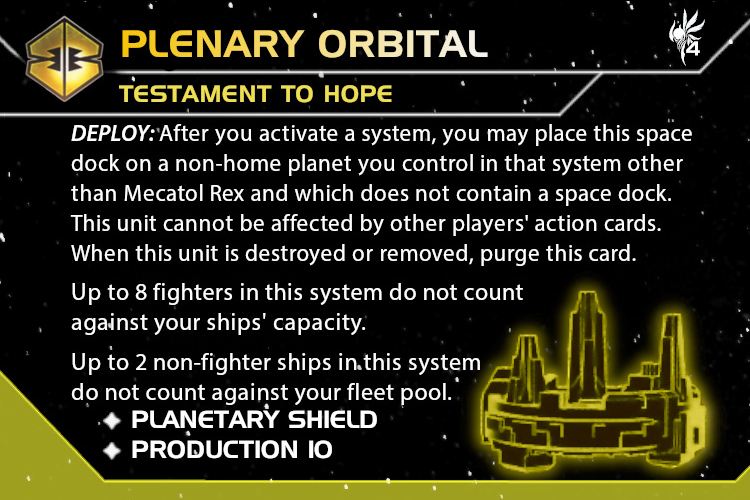 PLENARY ORBITAL
4
TESTAMENT TO HOPE
DEPLOY: After you activate a system, you may place this space
dock on a non-home planet you control in that system other
than Mecatol Rex and which does not contain a space dock.
This unit cannot be affected by other players' action cards.
When this unit is destroyed or removed, purge this card.
Up to 8 fighters in this system do not count
against your ships' capacity.
Up to 2 non-fighter ships in this system
do not count against your fleet pool.
PLANETARY SHIELD
PRODUCTION 10